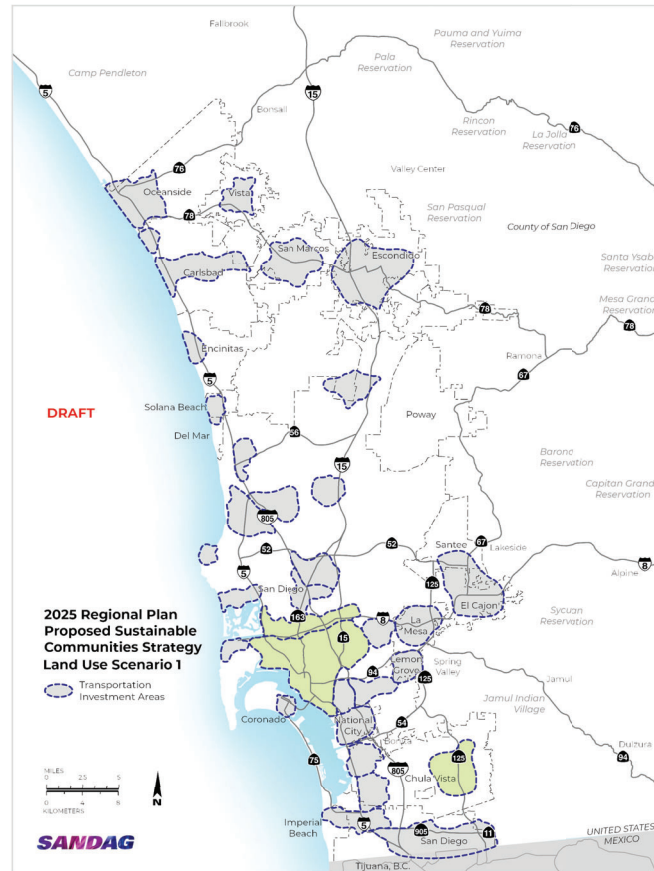 Fallbrook
Pauma and Yuima
Reservation
Pala
Reservation
Camp Pendleton
5
15
Bonsall
Rincon
Reservation
La Jolla
Reservation
76
76
Valley Center
Oceanside
Vista
San Pasqual
Reservation
78
County of San Diego
San Marcos
Escondido
Santa Ysab
Reservation
Carlsbad
Mesa Grand
Reservation
78
78
Encinitas
Ramona
5
67
Solana Beach
Poway
DRAFT
56
Del Mar
15
Barona
Reservation
Capitan Grand
Reservation
805
52
52
67
Santee
Lakeside
5
8
125
Alpine
San Diego
El Cajon
Sycuan
Reservation
2025 Regional Plan
Proposed Sustainable
Communities Strategy
Land Use Scenario 1
163
8
La
Mesa
15
Transportation
Investment Areas
94
Lemon
Grove
Spring
Valley
125
Jamul
Jamul Indian
Village
Coronado
National
City
54
Bonita
Dulzura
94
75
125
MILES
0
2.5
5
805
Chula Vista
0
4
6
KILOMETERS
N
Imperial
Beach
5
905
San Diego
11
UNITED STATES
MEXICO
SANDAG
Tijuana, B.C.